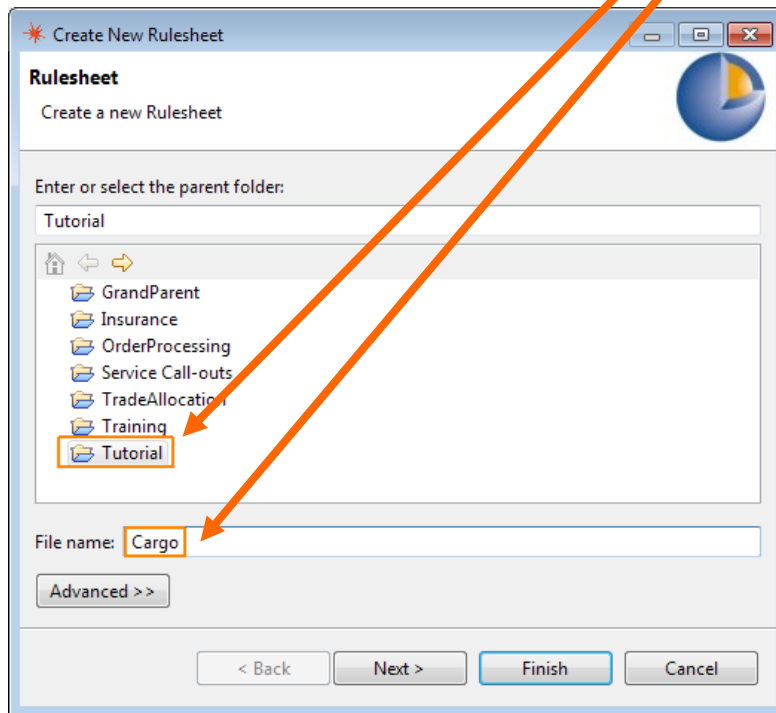 Create New Rulesheet
Rulesheet
Create a new Rulesheet
Enter or select the parent folder:
Tutorial
GrandParent
Insurance
OrderProcessing
Service Call-outs
TradeAllocation
Training
Tutorial
File name: Cargo
Advanced >>
< Back Next > Finish Cancel